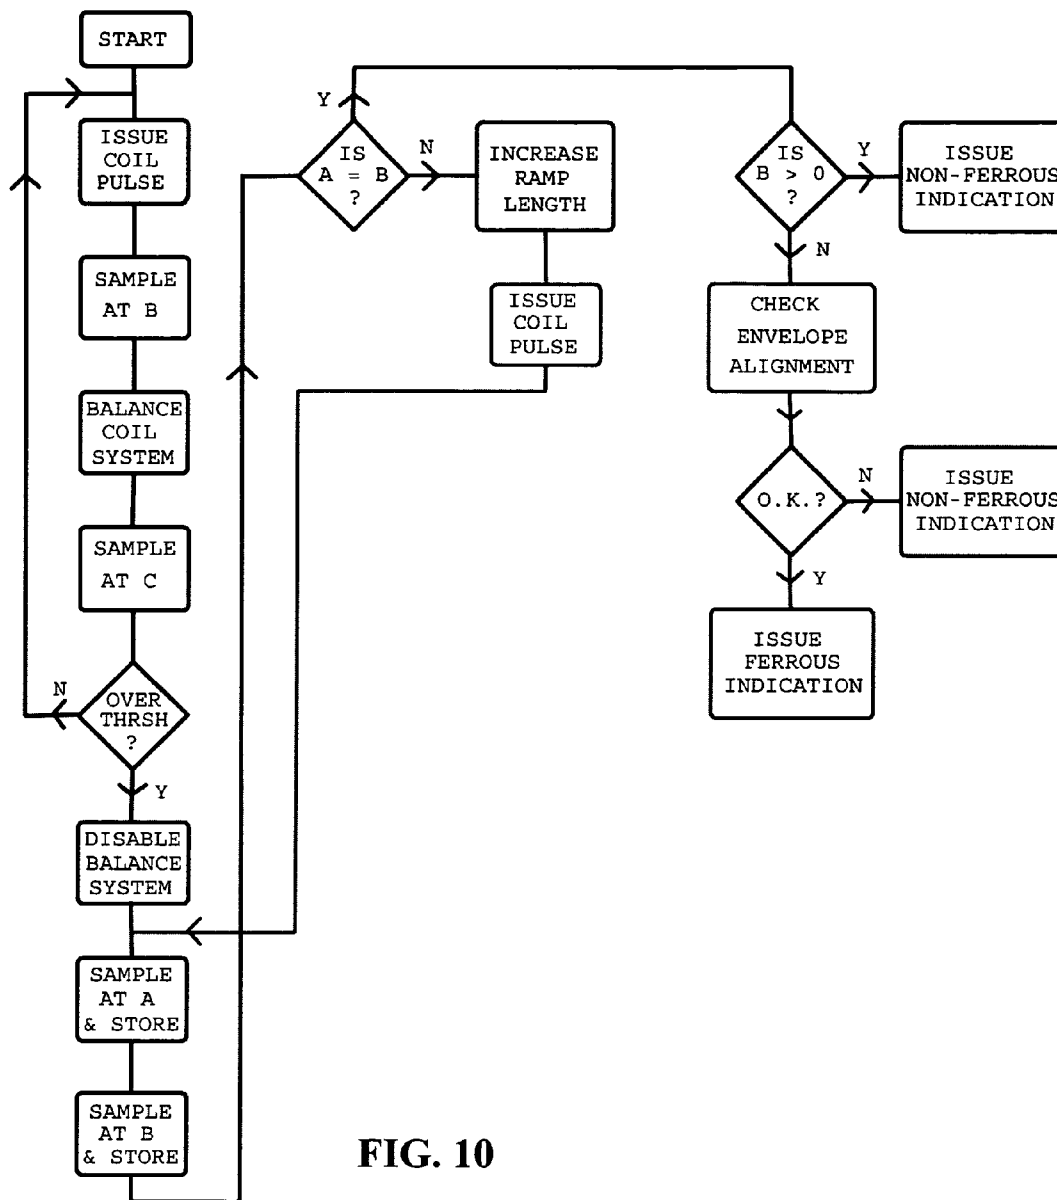 START
ISSUE
COIL
PULSE
SAMPLE
AT B
BALANCE
COIL
SYSTEM
SAMPLE
AT C
N
OVER
THRSH
?
Y
DISABLE
BALANCE
SYSTEM
SAMPLE
AT A
& STORE
SAMPLE
AT B
& STORE
Y
IS
A = B
?
N
INCREASE
RAMP
LENGTH
ISSUE
COIL
PULSE
IS
B > 0
?
Y
ISSUE
NON-FERROUS
INDICATION
N
CHECK
ENVELOPE
ALIGNMENT
O.K.?
N
ISSUE
NON-FERROUS
INDICATION
Y
ISSUE
FERROUS
INDICATION
FIG. 10